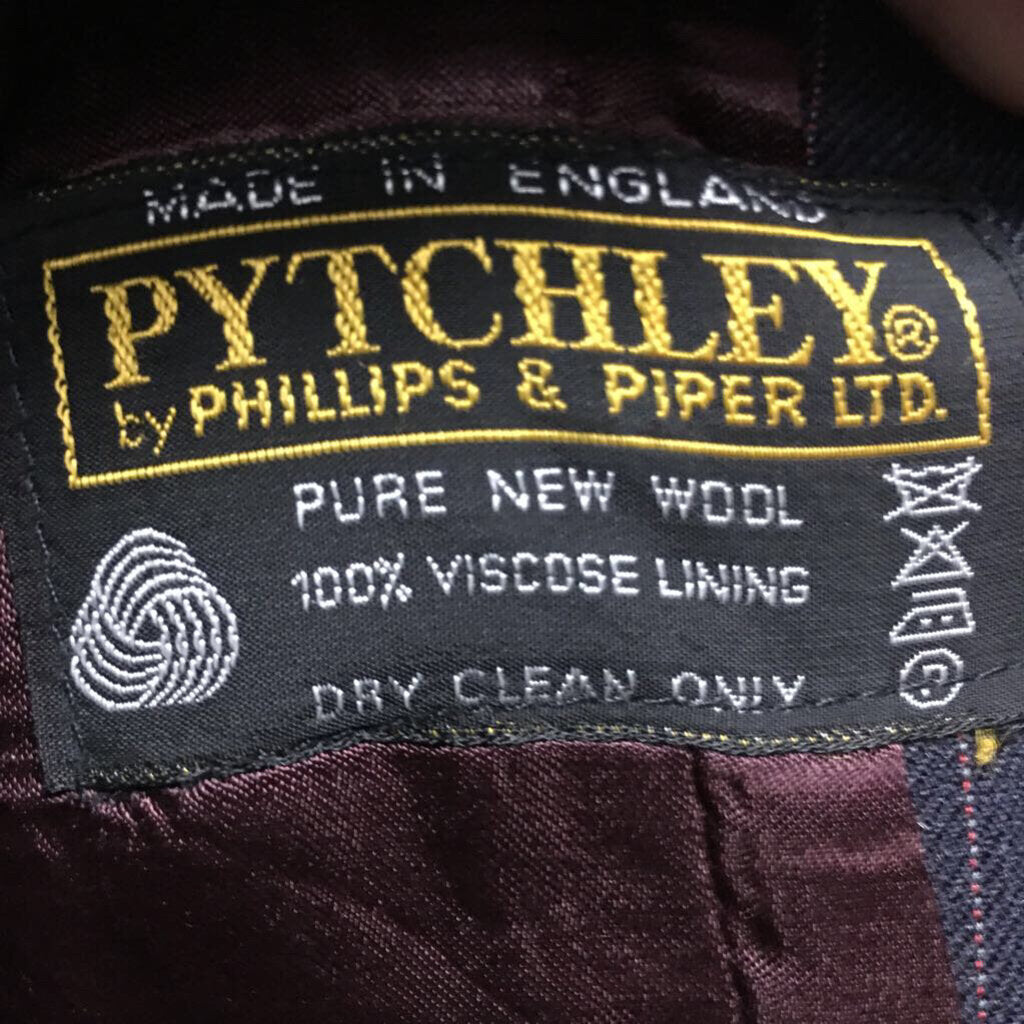 MADE IN ENGLAND
PYTCHLEY®
by PHILLIPS & PIPER LTD.
PURE NEW WOOL
100% VISCOSE LINING
DRY CLEAN ONLY
P